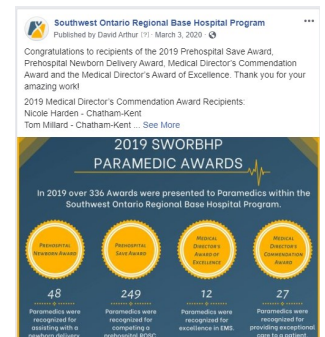 Southwest Ontario Regional Base Hospital Program
Published by David Arthur [?] · March 3, 2020 ·
Congratulations to recipients of the 2019 Prehospital Save Award,
Prehospital Newborn Delivery Award, Medical Director's Commendation
Award and the Medical Director's Award of Excellence. Thank you for your
amazing work!
2019 Medical Director's Commendation Award Recipients:
Nicole Harden - Chatham-Kent
Tom Millard - Chatham-Kent ... See More
2019 SWORBHP
PARAMEDIC AWARDS
In 2019 over 336 Awards were presented to Paramedics within the
Southwest Ontario Regional Base Hospital Program.
PREHOSPITAL NEWBORN AWARD
PREHOSPITAL SAVE AWARD
MEDICAL DIRECTOR'S AWARD OF EXCELLENCE
MEDICAL DIRECTOR'S COMMENDATION AWARD
48 249 12 27
Paramedics were recognized for assisting with a newborn delivery
Paramedics were recognized for competing a prehospital ROSC
Paramedics were recognized for excellence in EMS.
Paramedics were recognized for providing exceptional care to a patient